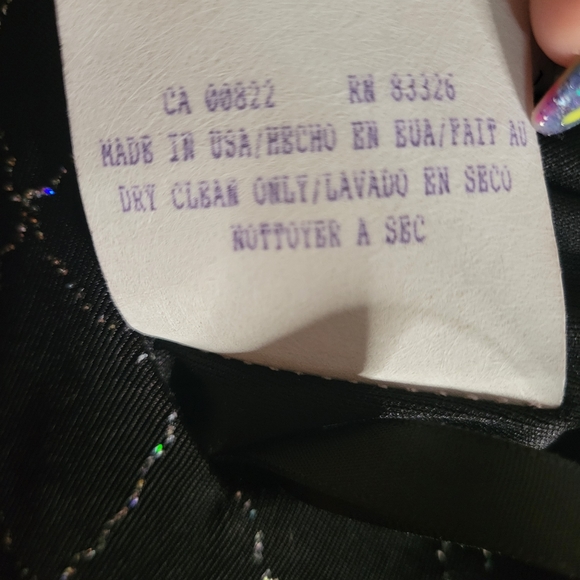 CA 00822 RN 83326
MADE IN USA/HECHO EN EUA/FAIT AU
DRY CLEAN ONLY/LAVADO EN SECO
NOTTOYER A SEC